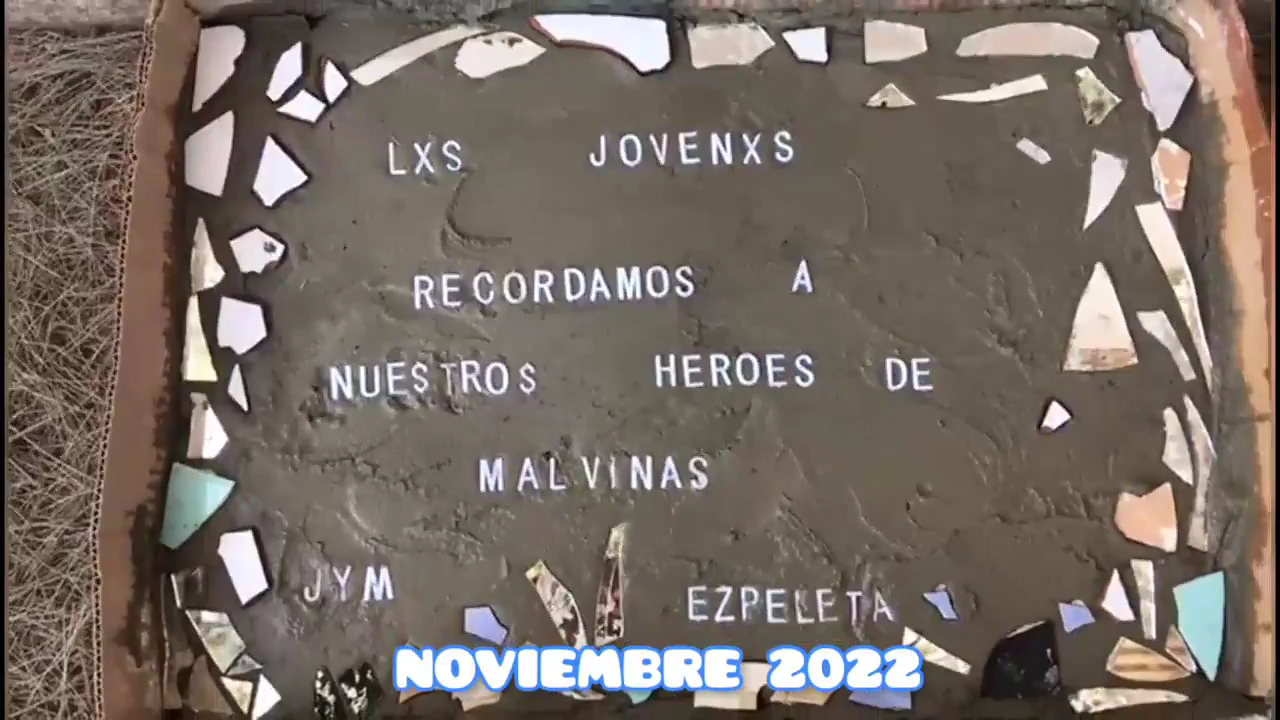 LXS JOVENXS
RECORDAMOS A
NUESTROS HEROES DE
MALVINAS
JYM EZPELETA
NOVIEMBRE 2022